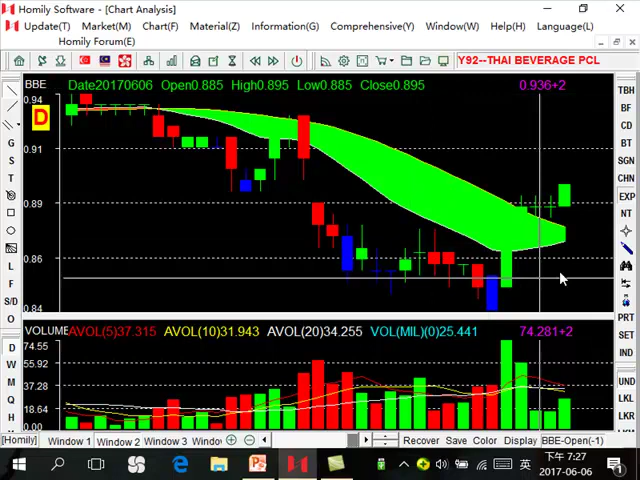 Homily Software - [Chart Analysis]
Update(T) Market(M) Chart(F) Material(Z) Information(G) Comprehensive(Y) Window(W) Help(H) Language(L)
Homily Forum(E)
Y92--THAI BEVERAGE PCL
BBE Date20170606 Open0.885 High0.895 Low0.885 Close0.895 0.936+2
0.94
D
0.91
0.89
0.86
0.84
VOLUME AVOL(5)37.315 AVOL(10)31.943 AVOL(20)34.255 VOL(MIL)(0)25.441 74.281+2
74.55
55.92
37.28
18.64
0.00
G
S
T
L
F
S/D
O
D
W
M
Q
H
TBH
BF
CD
BT
SGN
CHN
EXP
NT
PRT
SET
IND
UND
LKL
LKR
[Homily] Window 1 Window 2 Window 3 Windo
Recover Save Color Display BBE-Open(-1)
英
下午 7:27
2017-06-06
1